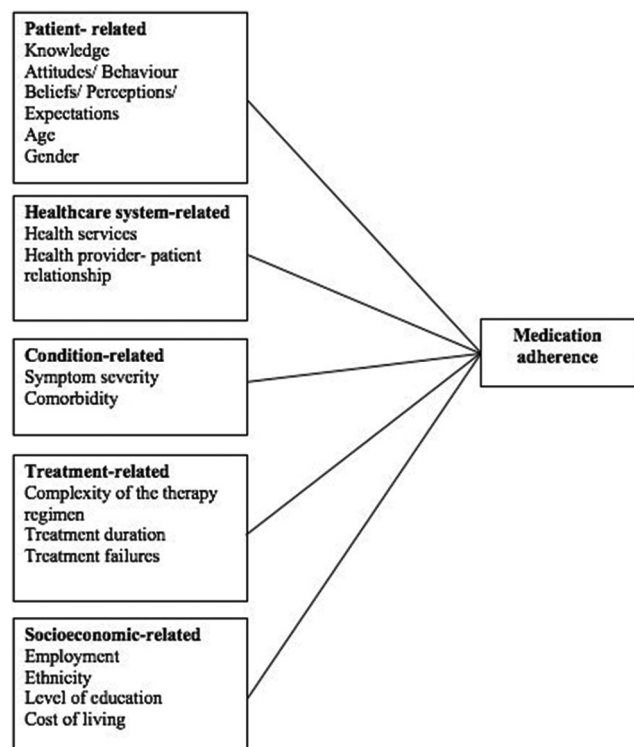 Patient- related
Knowledge
Attitudes/ Behaviour
Beliefs/ Perceptions/
Expectations
Age
Gender
Healthcare system-related
Health services
Health provider- patient
relationship
Condition-related
Symptom severity
Comorbidity
Treatment-related
Complexity of the therapy
regimen
Treatment duration
Treatment failures
Socioeconomic-related
Employment
Ethnicity
Level of education
Cost of living
Medication
adherence